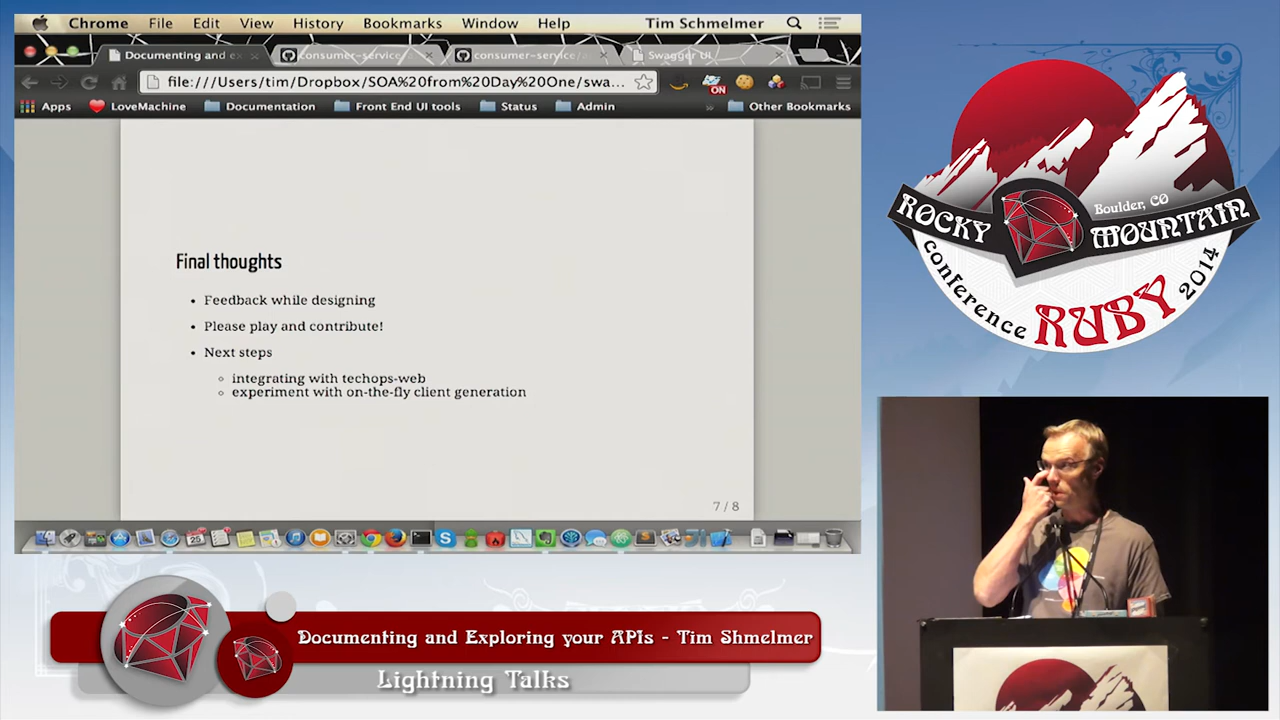 Chrome File Edit View History Bookmarks Window Help Tim Schmelmer
Documenting and ex
consumer-service
consumer-service/
Swagger UI
file:///Users/tim/Dropbox/SOA%20from%20Day%20One/swa...
ON
Apps LoveMachine Documentation Front End UI tools Status Admin » Other Bookmarks
Final thoughts
• Feedback while designing
• Please play and contribute!
• Next steps
◦ integrating with techops-web
◦ experiment with on-the-fly client generation
7 / 8
ROCKY MOUNTAIN
Boulder, CO
Conference RUBY 2014
Documenting and Exploring your APIs - Tim Shmelmer
Lightning Talks